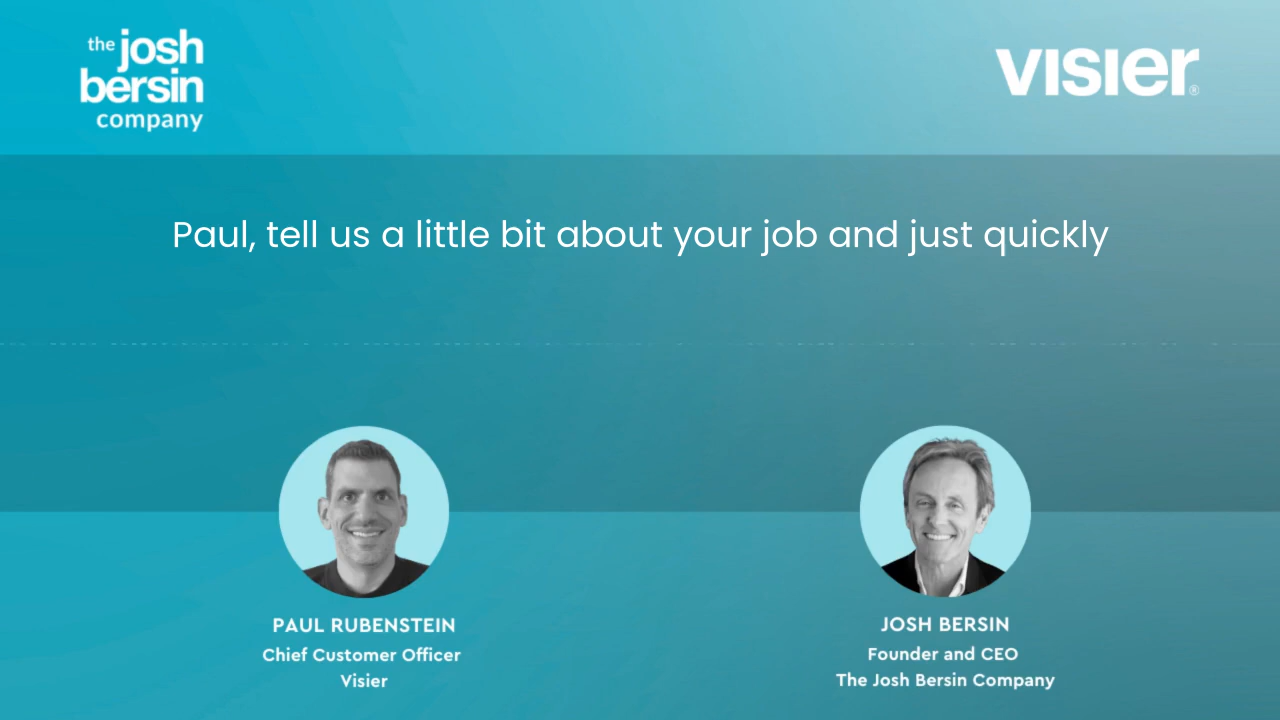 the josh
bersin
company
VISIER®
Paul, tell us a little bit about your job and just quickly
PAUL RUBENSTEIN
Chief Customer Officer
Visier
JOSH BERSIN
Founder and CEO
The Josh Bersin Company